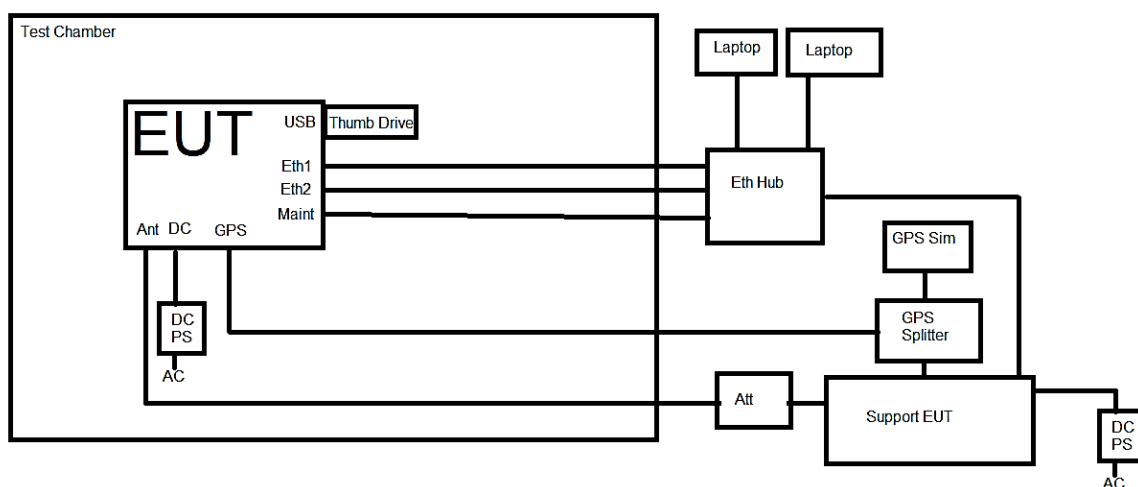 Test Chamber
Laptop
Laptop
EUT
USB
Thumb Drive
Eth1
Eth2
Maint
Ant
DC
GPS
Eth Hub
GPS Sim
GPS
Splitter
DC
PS
AC
Att
Support EUT
DC
PS
AC